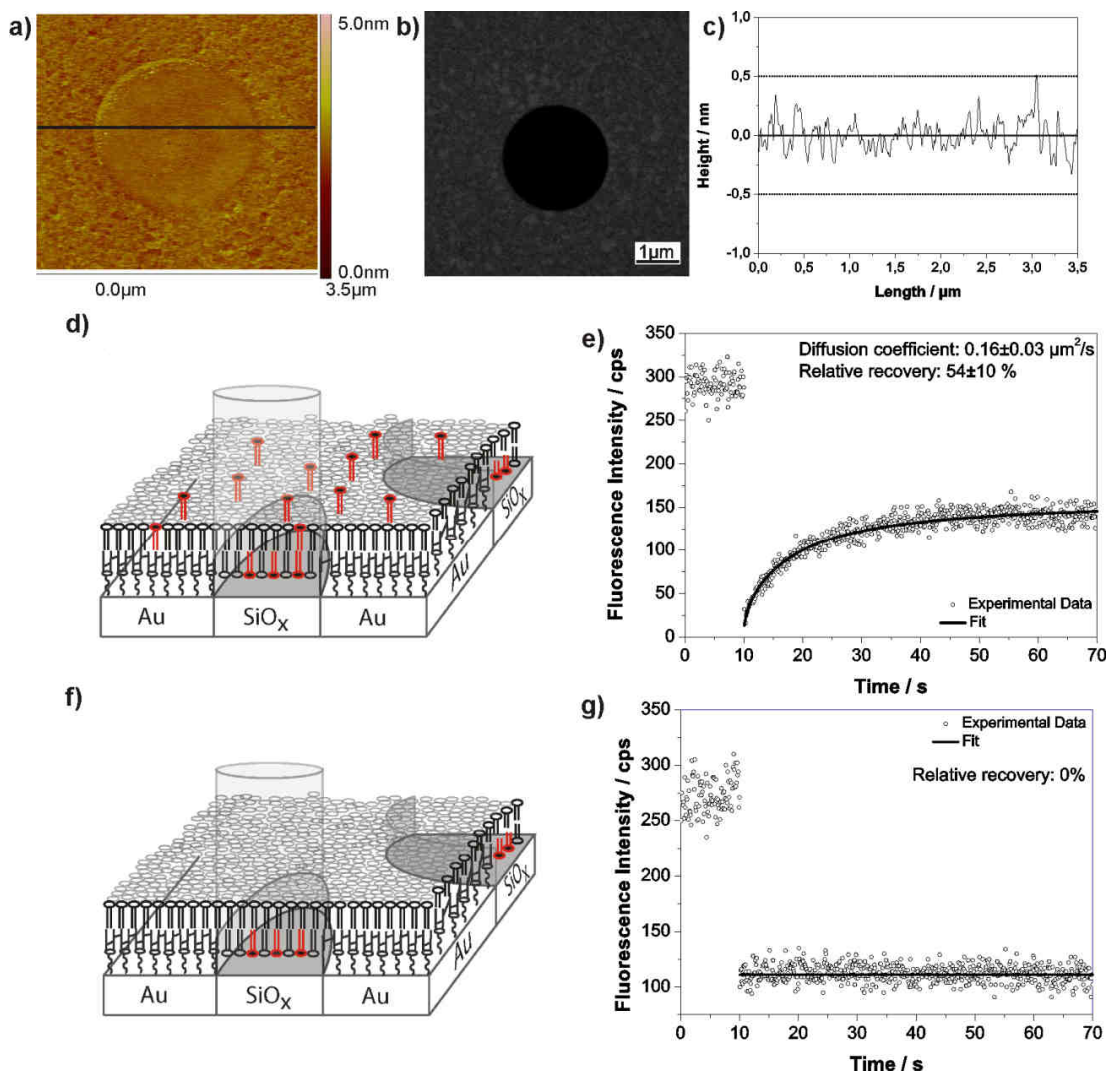 a)
5.0nm
0.0nm
0.0µm
3.5µm
b)
1µm
c)
Height / nm
1,0
0,5
0,0
-0,5
-1,0
0,0 0,5 1,0 1,5 2,0 2,5 3,0 3,5
Length / µm
d)
Au
SiOx
Au
Au
SiOx
e)
Fluorescence Intensity / cps
350
300
250
200
150
100
50
0
Diffusion coefficient: 0.16±0.03 µm²/s
Relative recovery: 54±10 %
Experimental Data
Fit
0 10 20 30 40 50 60 70
Time / s
f)
Au
SiOx
Au
Au
SiOx
g)
Fluorescence Intensity / cps
350
300
250
200
150
100
Experimental Data
Fit
Relative recovery: 0%
0 10 20 30 40 50 60 70
Time / s